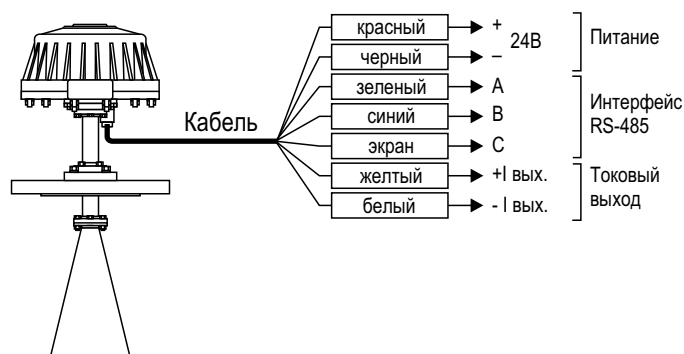 красный + 24В Питание
черный –
зеленый A Интерфейс
синий B RS-485
экран C
желтый +I вых. Токовый
белый - I вых. выход
Кабель